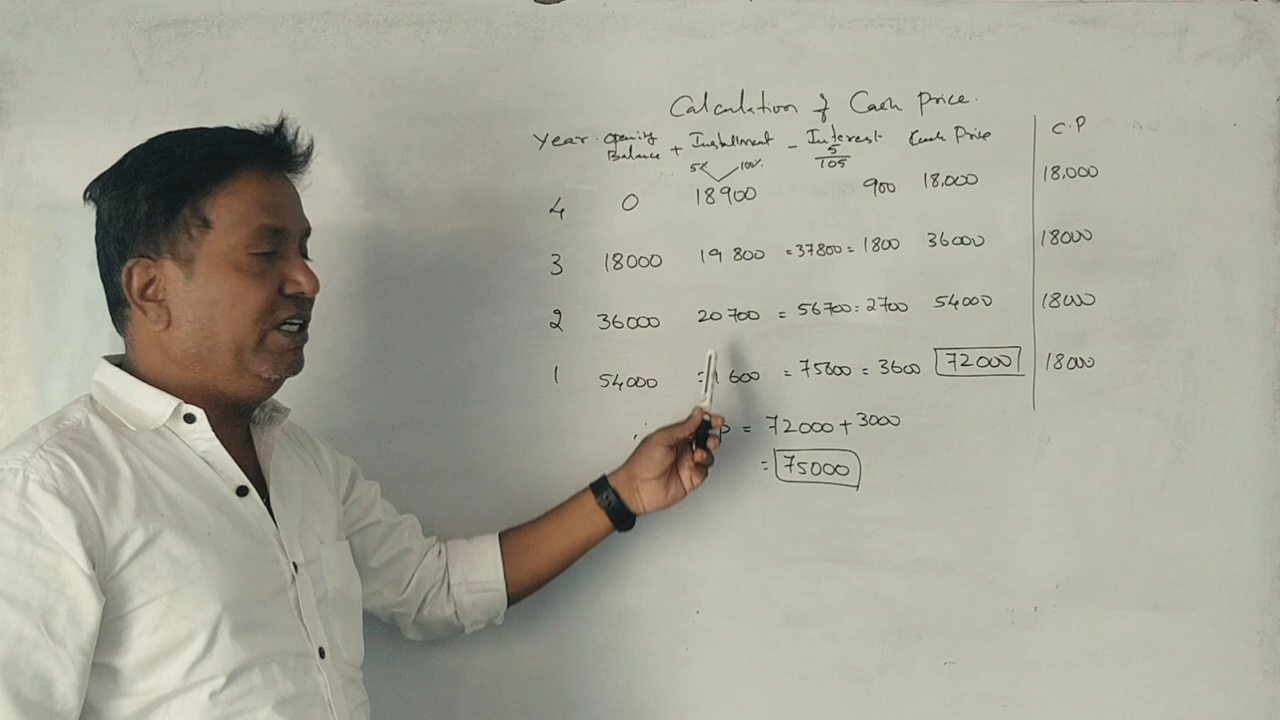 Calculation of Cash Price.
Year. Opening Balance + Installment - Interest 5/105 Cash Price C.P
5% 100%
4 0 18900 900 18,000 18,000
3 18000 19 800 = 37800 = 1800 36000 18000
2 36000 20700 = 56700 = 2700 54000 18000
1 54000 600 = 75600 = 3600 72000 18000
P = 72000 + 3000
= 75000